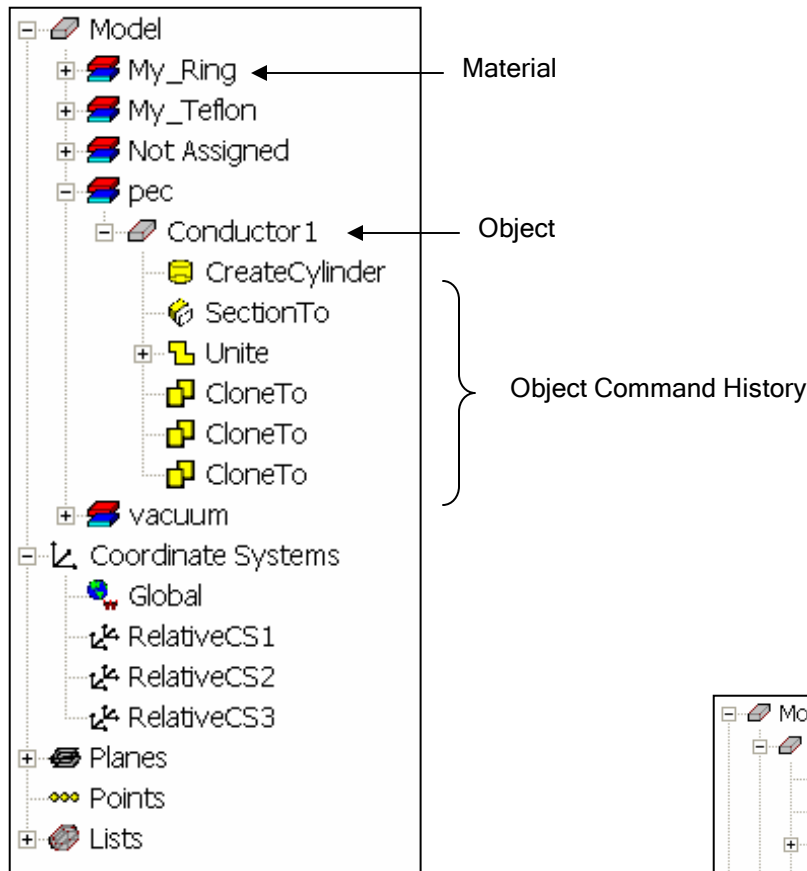 Model
My_Ring
Material
My_Teflon
Not Assigned
pec
Conductor1
Object
CreateCylinder
SectionTo
Unite
Object Command History
CloneTo
CloneTo
CloneTo
vacuum
Coordinate Systems
Global
RelativeCS1
RelativeCS2
RelativeCS3
Planes
Points
Lists